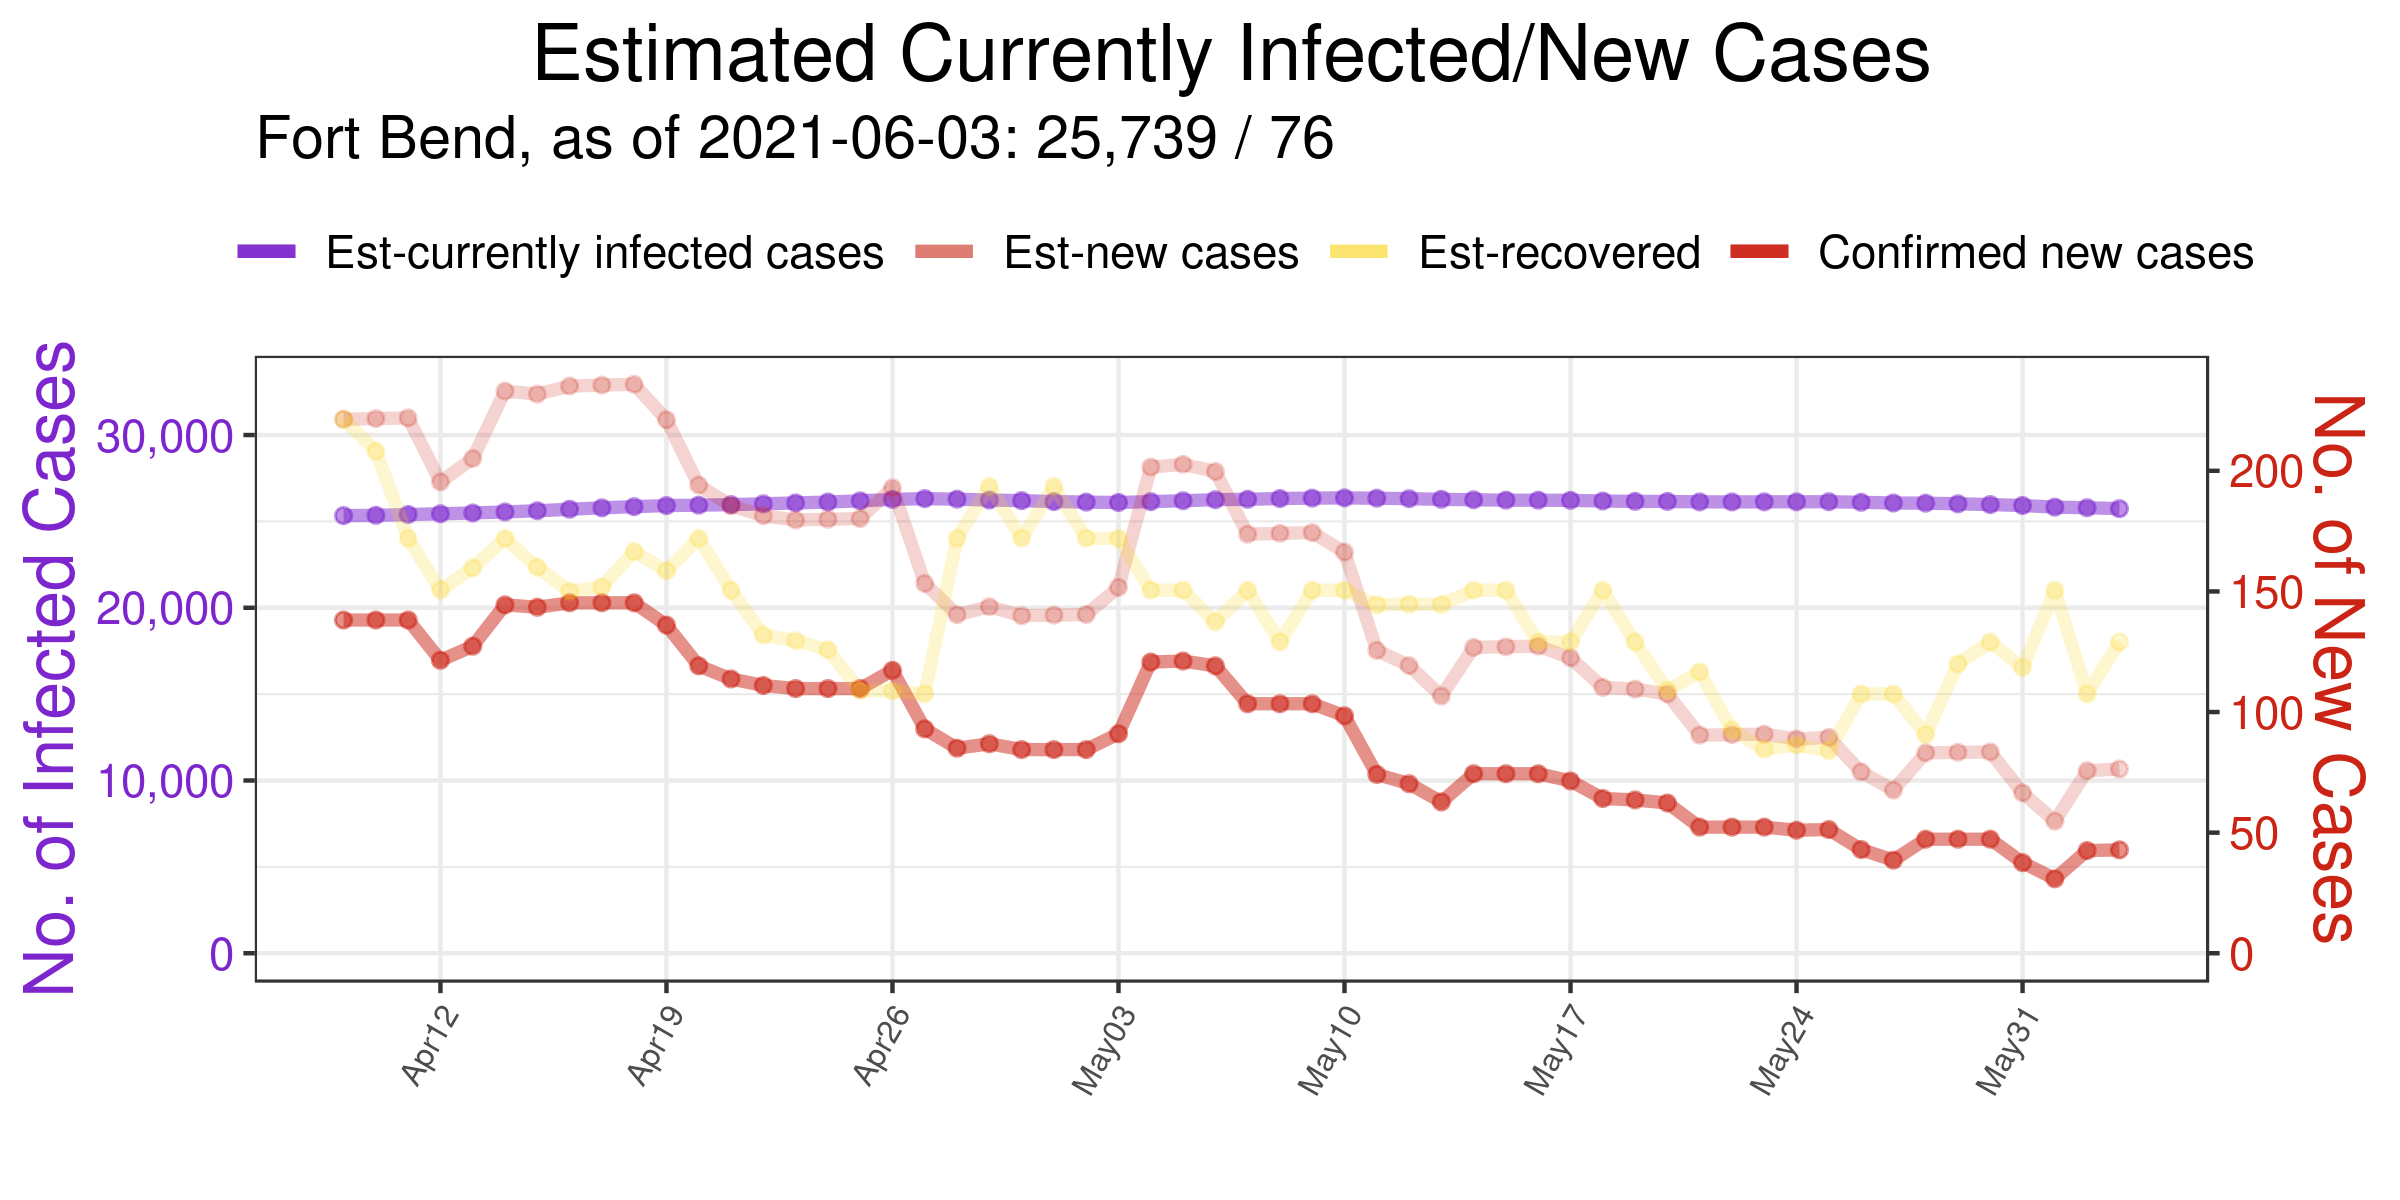 Estimated Currently Infected/New Cases
Fort Bend, as of 2021-06-03: 25,739 / 76
Est-currently infected cases Est-new cases Est-recovered Confirmed new cases
No. of Infected Cases
30,000
20,000
10,000
0
No. of New Cases
200
150
100
50
0
Apr12 Apr19 Apr26 May03 May10 May17 May24 May31